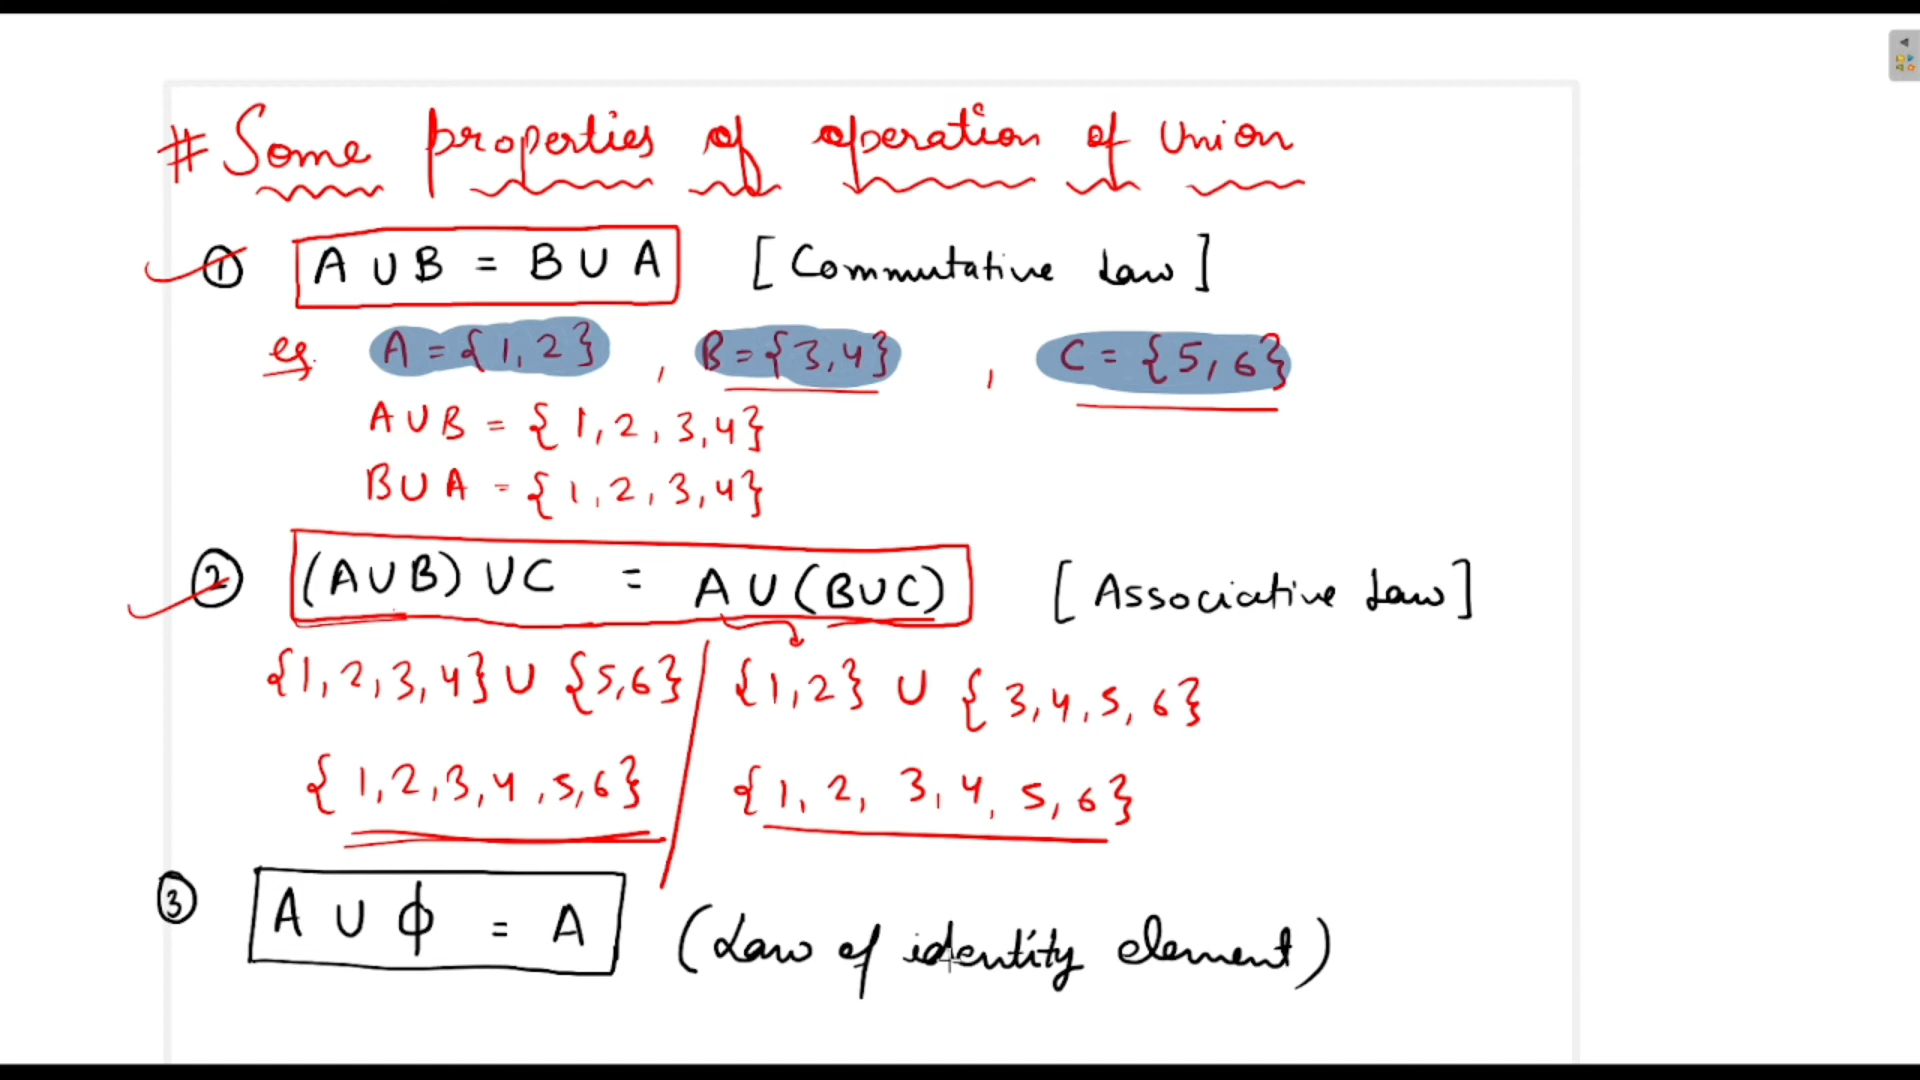 # Some properties of operation of Union
① A ∪ B = B ∪ A [Commutative Law]
eg. A = {1, 2} , B = {3,4} , C = {5, 6}
A ∪ B = {1, 2, 3, 4}
B ∪ A = {1, 2, 3, 4}
② (A ∪ B) ∪ C = A ∪ (B ∪ C) [Associative Law]
{1, 2, 3, 4} ∪ {5,6} / {1, 2} ∪ {3, 4, 5, 6}
{1, 2, 3, 4, 5, 6} {1, 2, 3, 4, 5, 6}
③ A ∪ ϕ = A (Law of identity element)